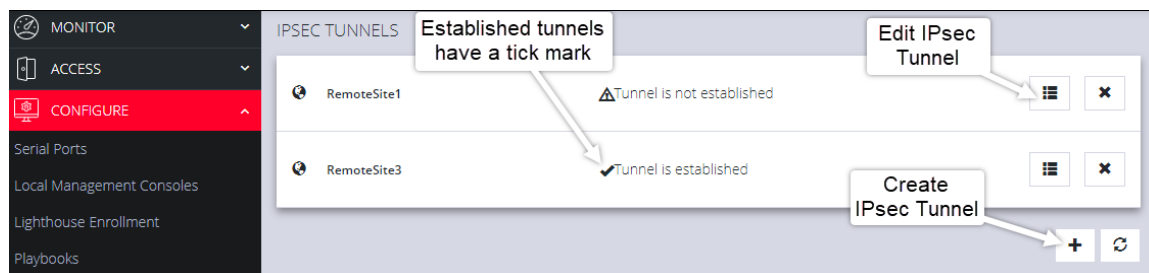 MONITOR
ACCESS
CONFIGURE
Serial Ports
Local Management Consoles
Lighthouse Enrollment
Playbooks
IPSEC TUNNELS
Established tunnels
have a tick mark
Edit IPsec
Tunnel
RemoteSite1 Tunnel is not established
RemoteSite3 Tunnel is established
Create
IPsec Tunnel